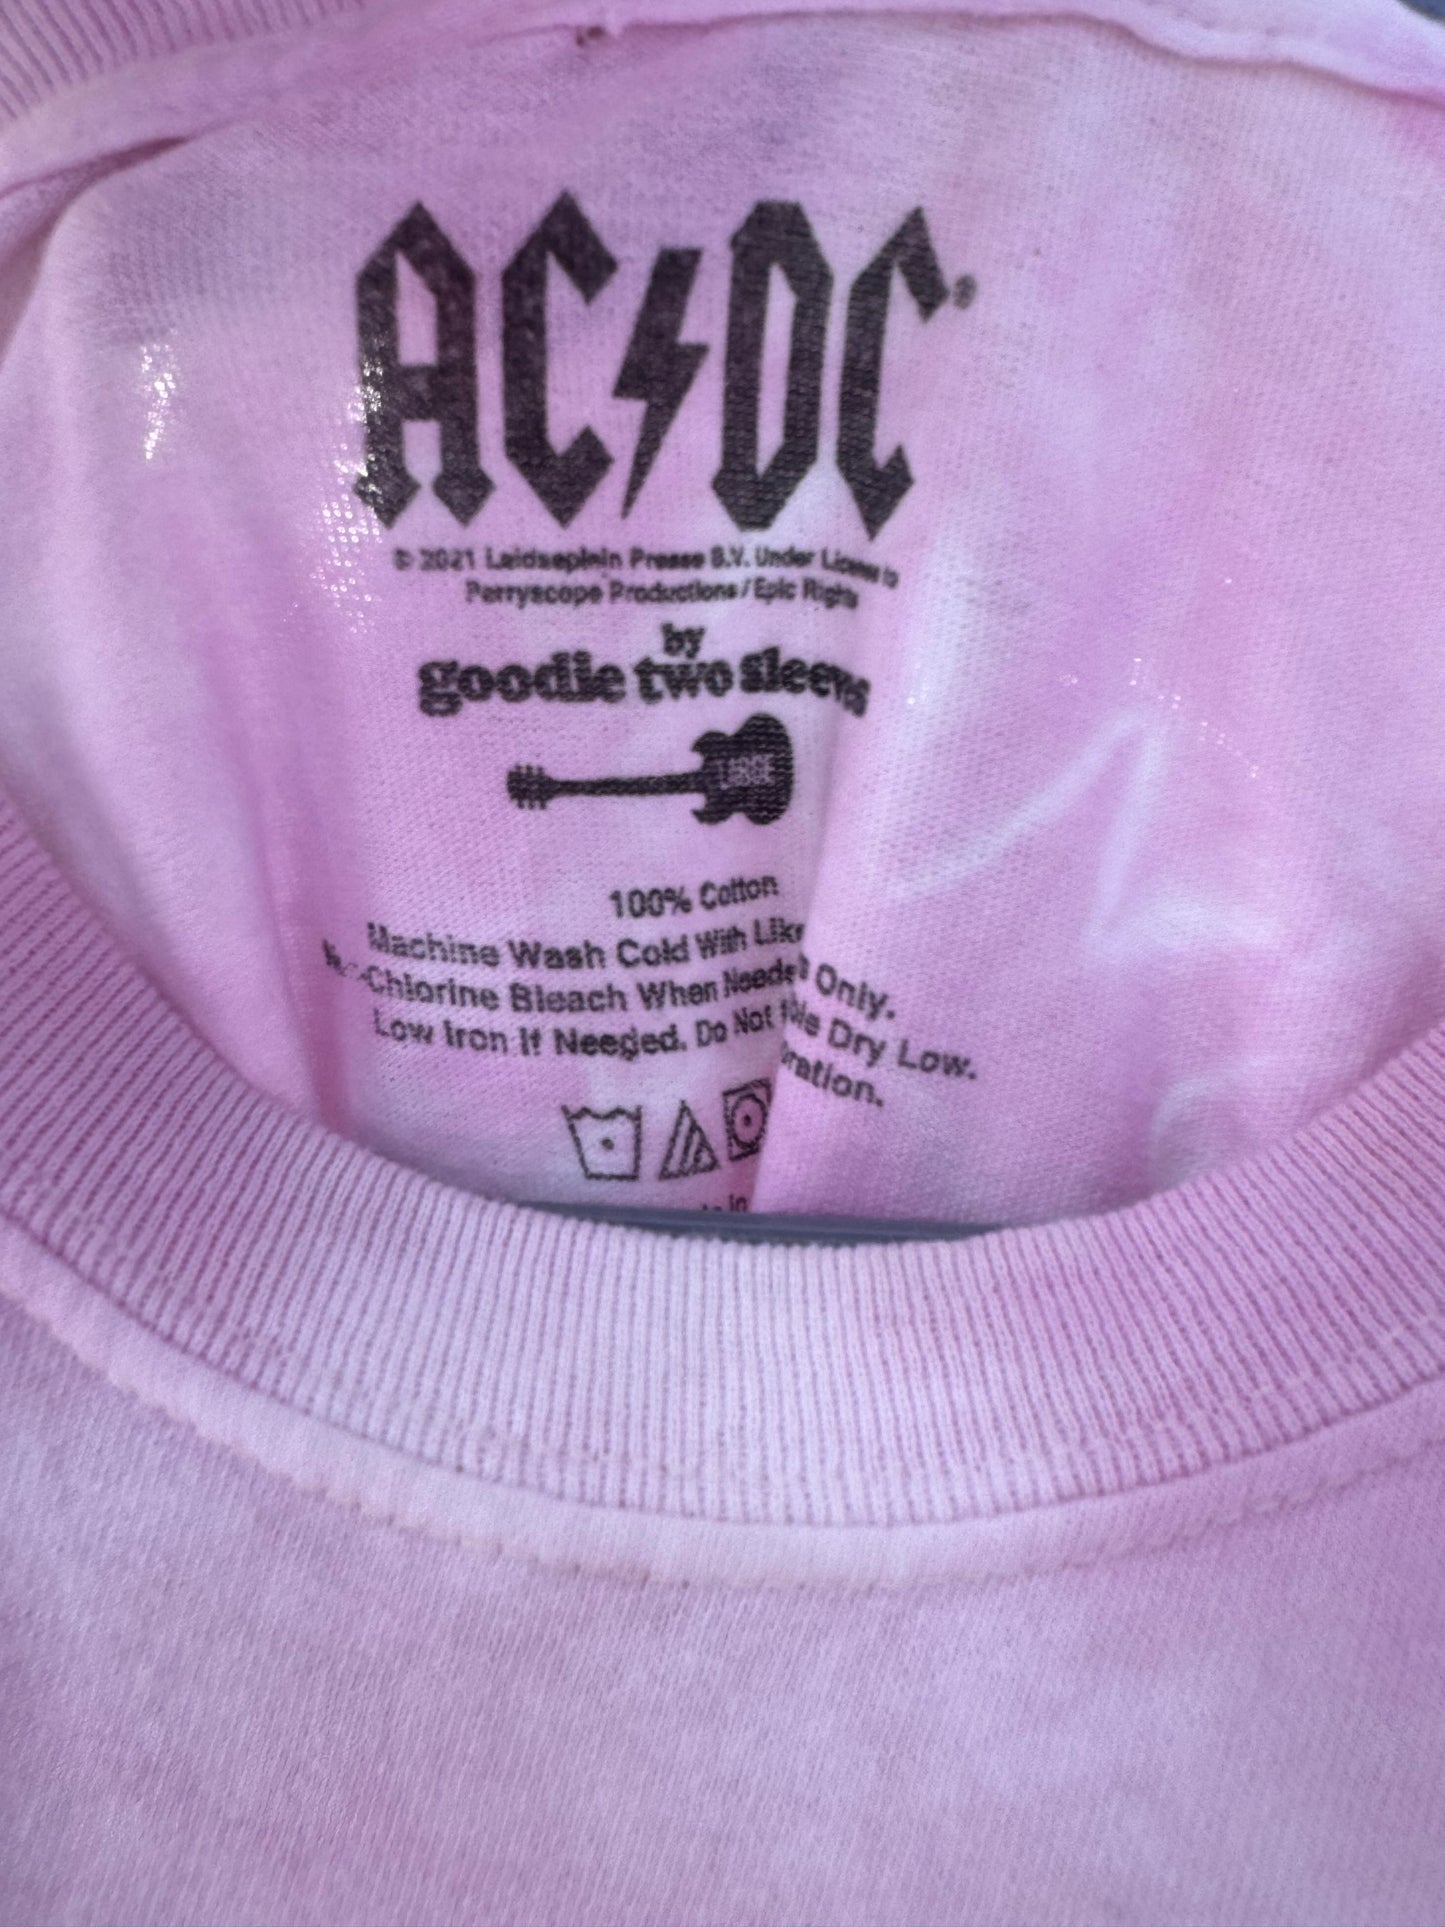 AC⚡DC®
© 2021 Leidseplein Presse B.V. Under License to
Perryscope Productions / Epic Rights
by
goodie two sleeves
LARGE
100% Cotton
Machine Wash Cold With Only.
Chlorine Bleach When Needed Dry Low.
Low Iron If Needed. Do Not
in